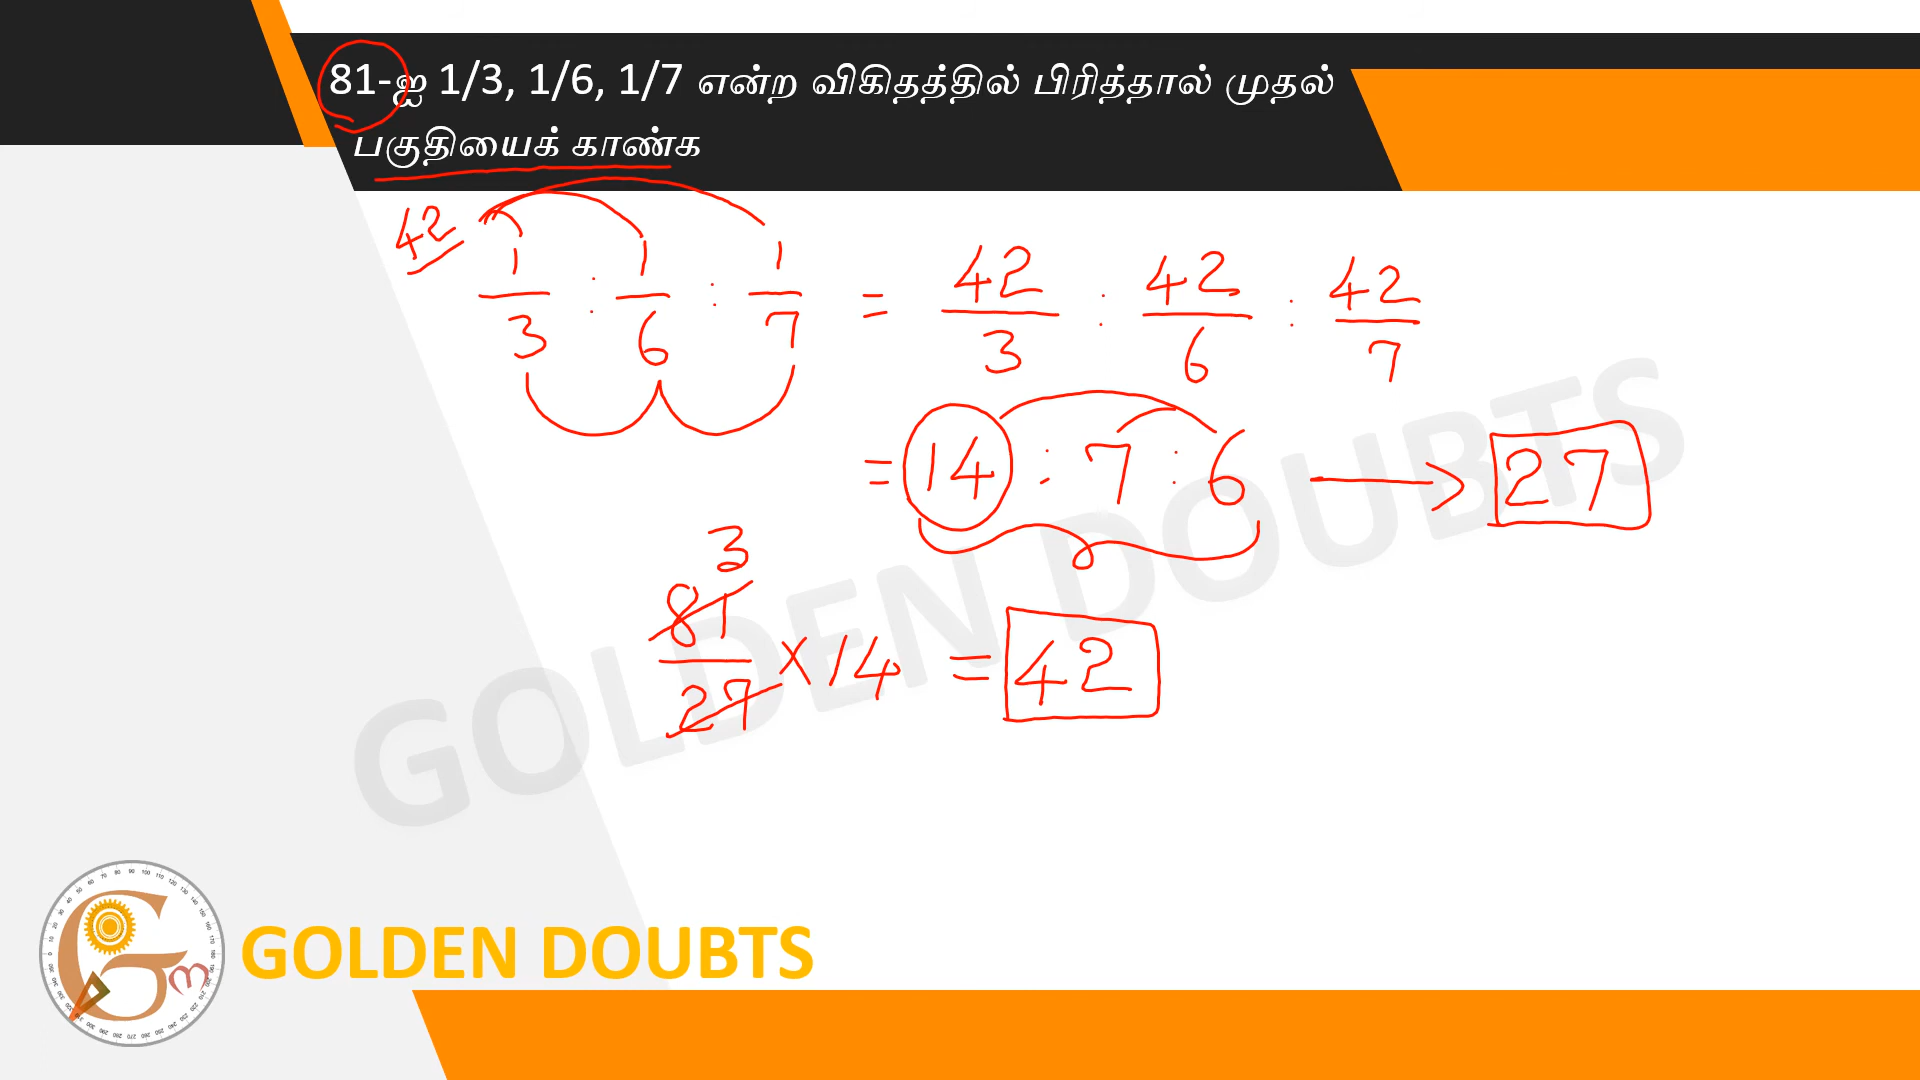 81-ஐ 1/3, 1/6, 1/7 என்ற விகிதத்தில் பிரித்தால் முதல்
பகுதியைக் காண்க
42
1/3 : 1/6 : 1/7 = 42/3 : 42/6 : 42/7
= 14 : 7 : 6 → 27
3
81/27 × 14 = 42
GOLDEN DOUBTS
Gm
GOLDEN DOUBTS